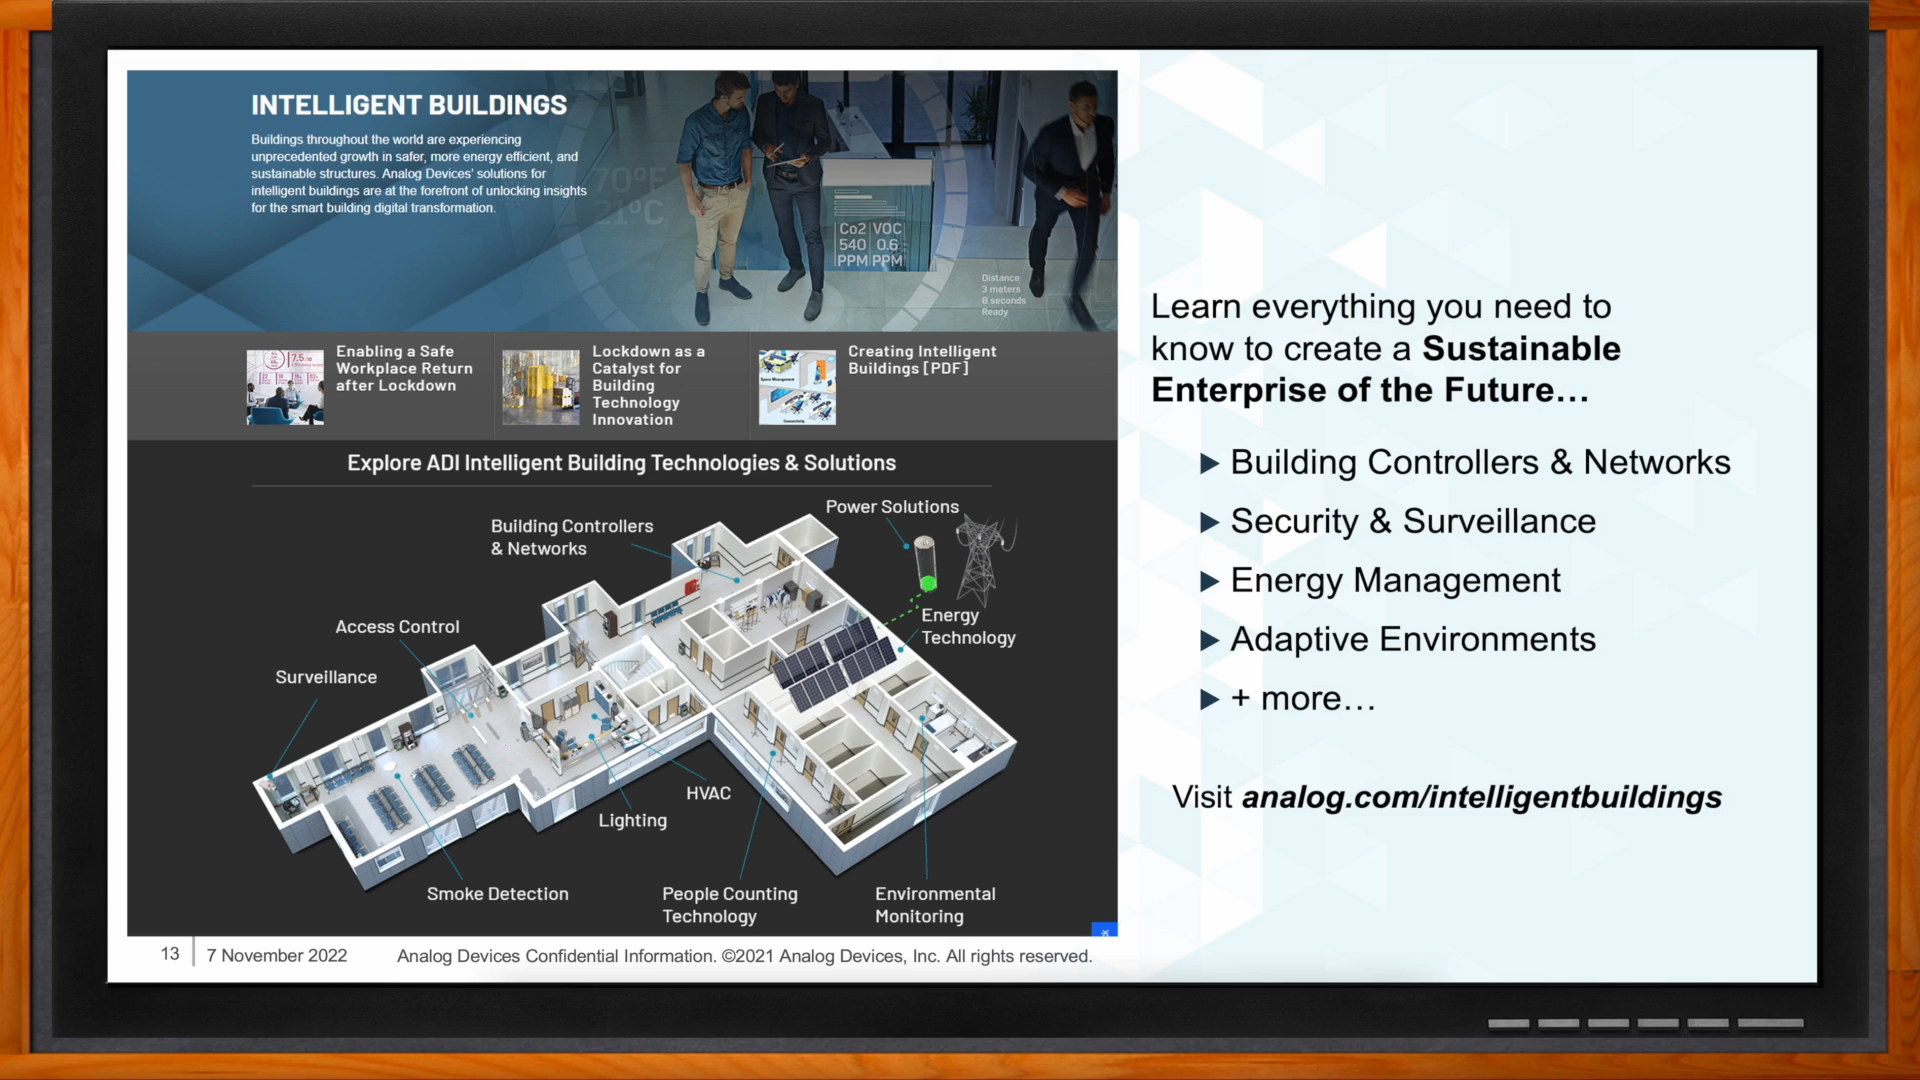 INTELLIGENT BUILDINGS
Buildings throughout the world are experiencing
unprecedented growth in safer, more energy efficient, and
sustainable structures. Analog Devices' solutions for
intelligent buildings are at the forefront of unlocking insights
for the smart building digital transformation.
70°F
21°C
Co2 VOC
540 0.6
PPM PPM
Distance
3 meters
8 seconds
Ready
7.5
Enabling a Safe
Workplace Return
after Lockdown
Lockdown as a
Catalyst for
Building
Technology
Innovation
Space Management
Connectivity
Creating Intelligent
Buildings [PDF]
Explore ADI Intelligent Building Technologies & Solutions
Power Solutions
Building Controllers
& Networks
Energy
Technology
Access Control
Surveillance
HVAC
Lighting
Smoke Detection
People Counting
Technology
Environmental
Monitoring
Learn everything you need to
know to create a Sustainable
Enterprise of the Future...
Building Controllers & Networks
Security & Surveillance
Energy Management
Adaptive Environments
+ more...
Visit analog.com/intelligentbuildings
13
7 November 2022
Analog Devices Confidential Information. ©2021 Analog Devices, Inc. All rights reserved.